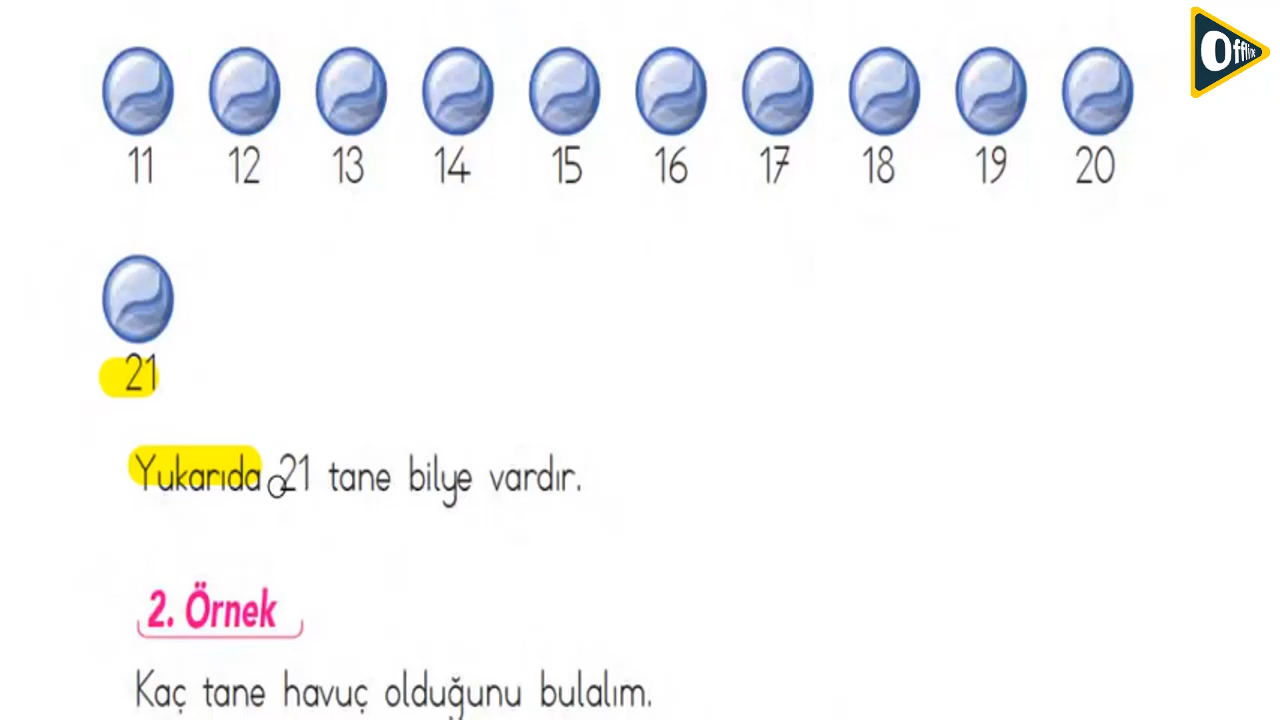 Offline
11 12 13 14 15 16 17 18 19 20
21
Yukarıda 21 tane bilye vardır.
2. Örnek
Kaç tane havuç olduğunu bulalım.